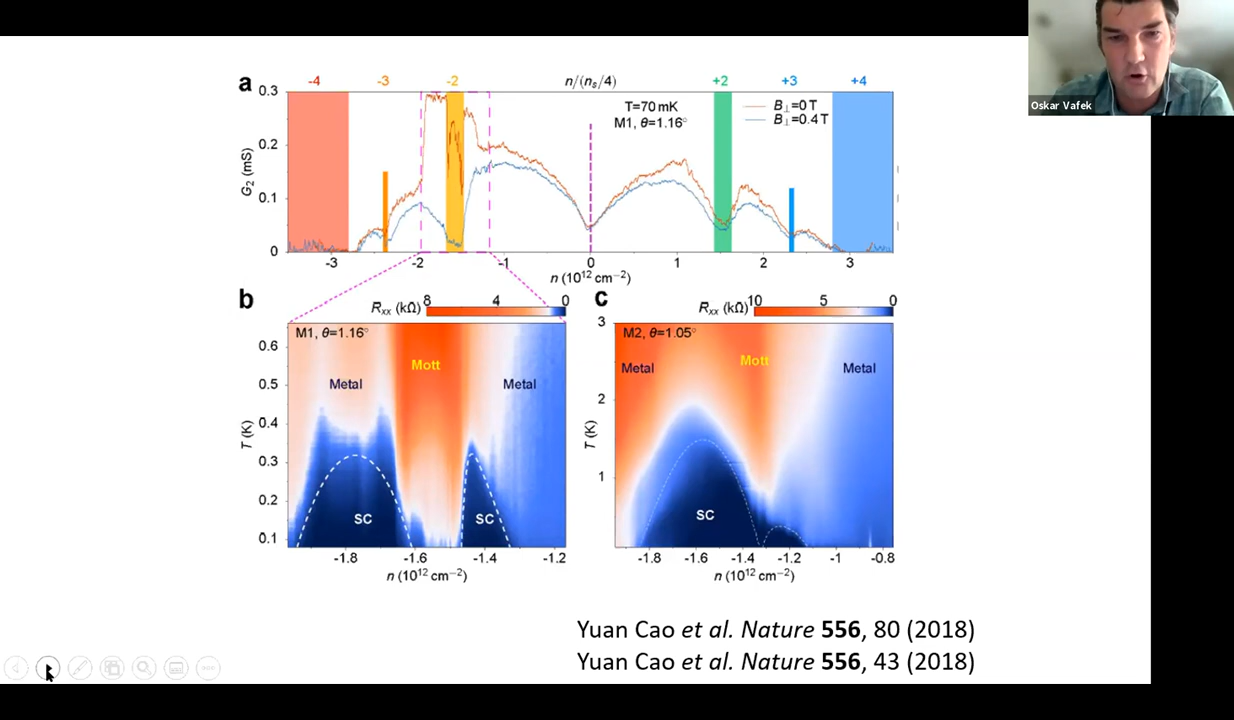 Oskar Vafek
a
-4
-3
-2
n/(nₛ/4)
+2
+3
+4
0.3
0.2
0.1
0
G₂ (mS)
T=70 mK
M1, θ=1.16°
B⊥=0 T
B⊥=0.4 T
-3
-2
-1
0
1
2
3
n (10¹² cm⁻²)
b
Rₓₓ (kΩ)
8
4
0
M1, θ=1.16°
Mott
Metal
Metal
SC
SC
0.6
0.5
0.4
0.3
0.2
0.1
T (K)
-1.8
-1.6
-1.4
-1.2
n (10¹² cm⁻²)
c
Rₓₓ (kΩ)
10
5
0
M2, θ=1.05°
Metal
Mott
Metal
SC
3
2
1
T (K)
-1.8
-1.6
-1.4
-1.2
-1
-0.8
n (10¹² cm⁻²)
Yuan Cao et al. Nature 556, 80 (2018)
Yuan Cao et al. Nature 556, 43 (2018)